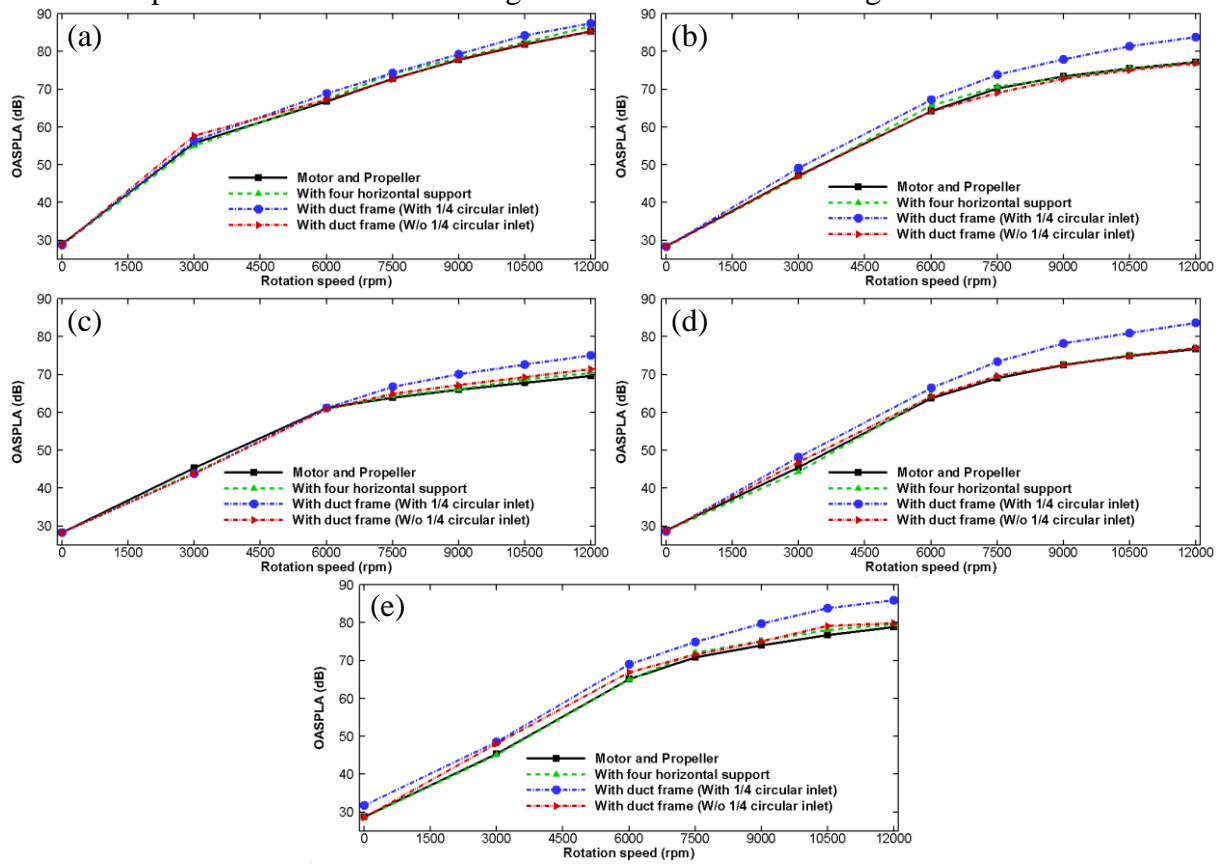 (a)
OASPLA (dB)
90
80
70
60
50
40
30
Motor and Propeller
With four horizontal support
With duct frame (With 1/4 circular inlet)
With duct frame (W/o 1/4 circular inlet)
0 1500 3000 4500 6000 7500 9000 10500 12000
Rotation speed (rpm)
(b)
OASPLA (dB)
90
80
70
60
50
40
30
Motor and Propeller
With four horizontal support
With duct frame (With 1/4 circular inlet)
With duct frame (W/o 1/4 circular inlet)
0 1500 3000 4500 6000 7500 9000 10500 12000
Rotation speed (rpm)
(c)
OASPLA (dB)
90
80
70
60
50
40
30
Motor and Propeller
With four horizontal support
With duct frame (With 1/4 circular inlet)
With duct frame (W/o 1/4 circular inlet)
0 1500 3000 4500 6000 7500 9000 10500 12000
Rotation speed (rpm)
(d)
OASPLA (dB)
90
80
70
60
50
40
30
Motor and Propeller
With four horizontal support
With duct frame (With 1/4 circular inlet)
With duct frame (W/o 1/4 circular inlet)
0 1500 3000 4500 6000 7500 9000 10500 12000
Rotation speed (rpm)
(e)
OASPLA (dB)
90
80
70
60
50
40
30
Motor and Propeller
With four horizontal support
With duct frame (With 1/4 circular inlet)
With duct frame (W/o 1/4 circular inlet)
0 1500 3000 4500 6000 7500 9000 10500 12000
Rotation speed (rpm)